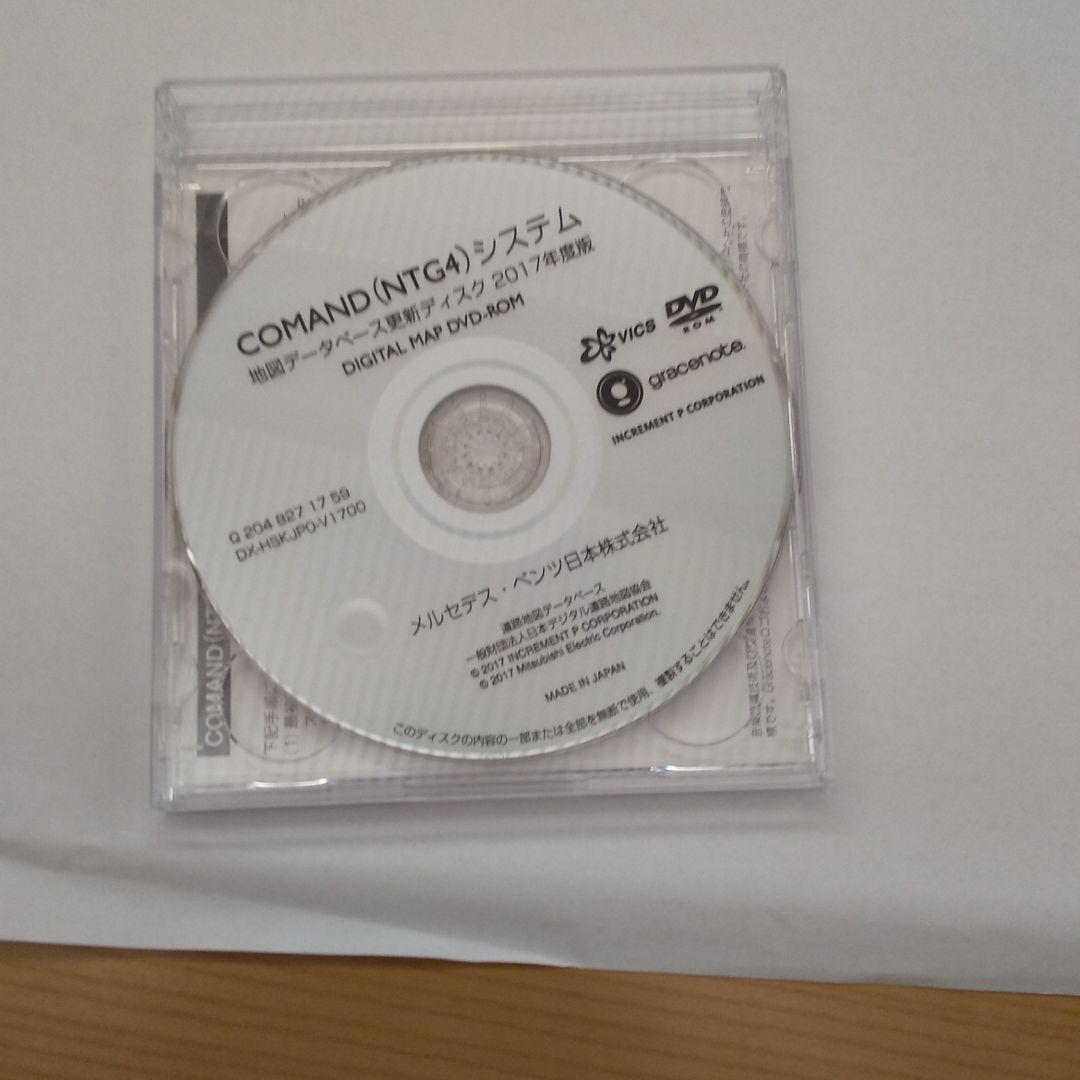 COMAND(NTG4)システム
地図データベース更新ディスク 2017年度版
DIGITAL MAP DVD-ROM
VICS
DVD
ROM
gracenote.
INCREMENT P CORPORATION
Q 204 827 17 59
DX-HSKJP0-V1700
メルセデス・ベンツ日本株式会社
道路地図データベース
一般財団法人日本デジタル道路地図協会
© 2017 INCREMENT P CORPORATION
© 2017 Mitsubishi Electric Corporation.
MADE IN JAPAN
このディスクの内容の一部または全部を無断で使用、複製することはできません。
COMAND(NT
下記手順
(1)